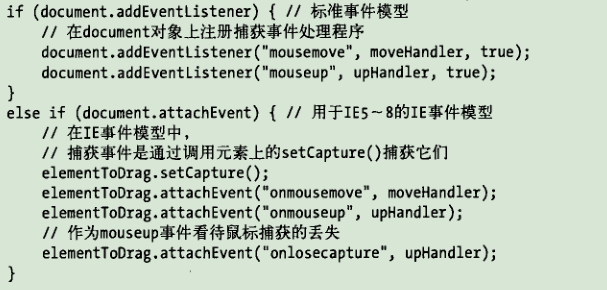 if (document.addEventListener) { // 标准事件模型
    // 在document对象上注册捕获事件处理程序
    document.addEventListener("mousemove", moveHandler, true);
    document.addEventListener("mouseup", upHandler, true);
}
else if (document.attachEvent) { // 用于IE5～8的IE事件模型
    // 在IE事件模型中，
    // 捕获事件是通过调用元素上的setCapture()捕获它们
    elementToDrag.setCapture();
    elementToDrag.attachEvent("onmousemove", moveHandler);
    elementToDrag.attachEvent("onmouseup", upHandler);
    // 作为mouseup事件看待鼠标捕获的丢失
    elementToDrag.attachEvent("onlosecapture", upHandler);
}